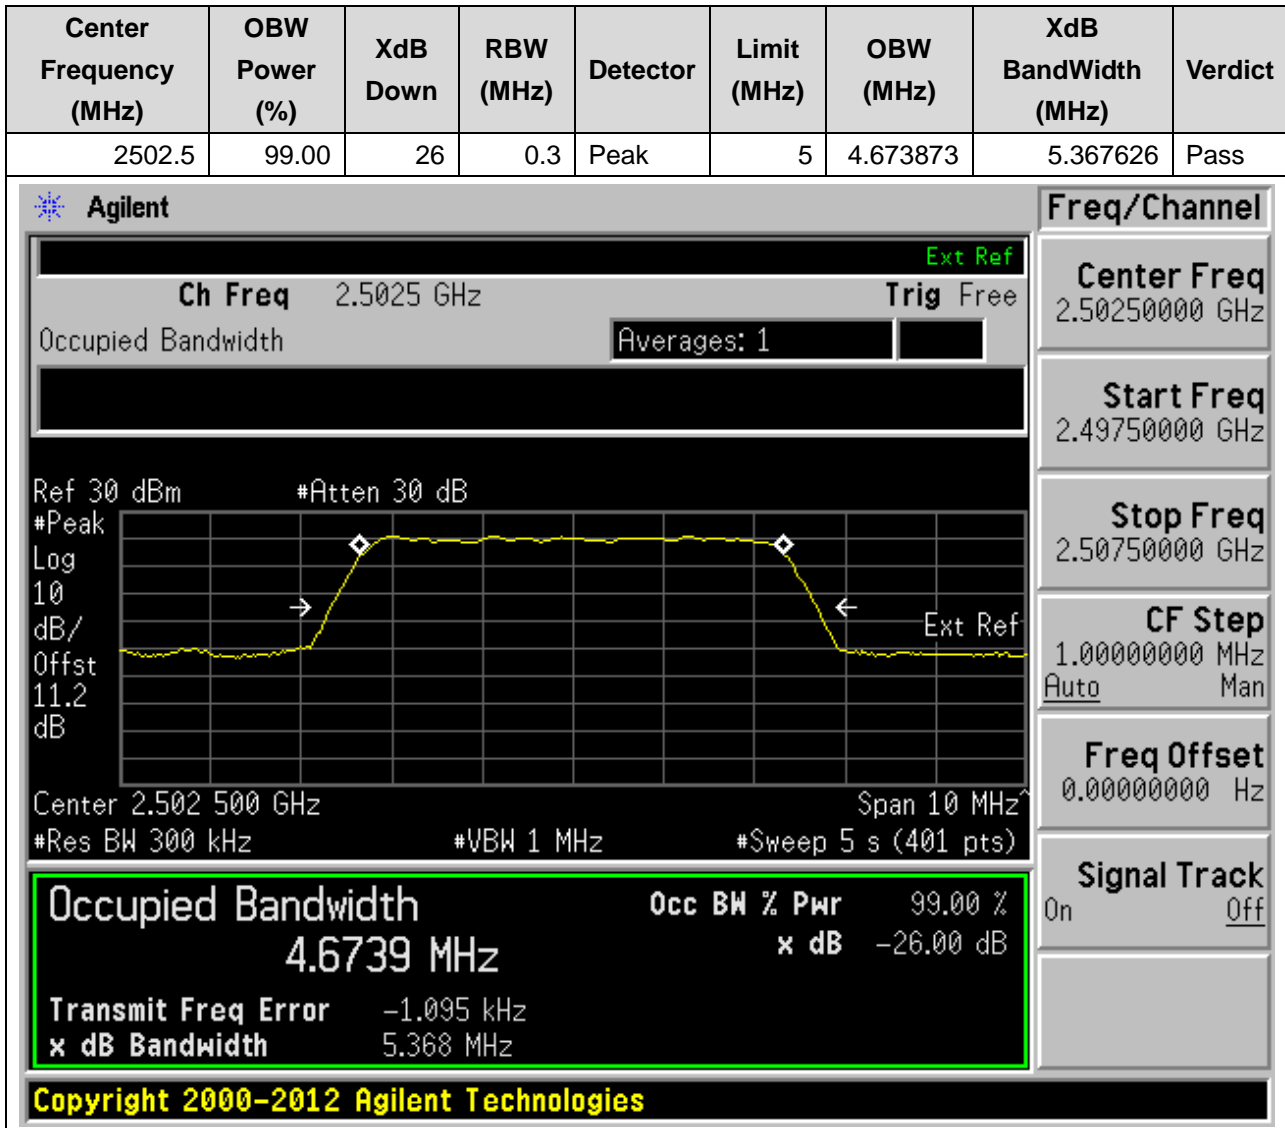 Center Frequency (MHz) OBW Power (%) XdB Down RBW (MHz) Detector Limit (MHz) OBW (MHz) XdB BandWidth (MHz) Verdict
2502.5 99.00 26 0.3 Peak 5 4.673873 5.367626 Pass
Agilent
Ext Ref
Ch Freq 2.5025 GHz Trig Free
Occupied Bandwidth Averages: 1
Ref 30 dBm #Atten 30 dB
#Peak
Log
10
dB/
Offst
11.2
dB
Ext Ref
Center 2.502 500 GHz Span 10 MHz^
#Res BW 300 kHz #VBW 1 MHz #Sweep 5 s (401 pts)
Occupied Bandwidth
4.6739 MHz
Occ BW % Pwr 99.00 %
x dB -26.00 dB
Transmit Freq Error -1.095 kHz
x dB Bandwidth 5.368 MHz
Copyright 2000-2012 Agilent Technologies
Freq/Channel
Center Freq
2.50250000 GHz
Start Freq
2.49750000 GHz
Stop Freq
2.50750000 GHz
CF Step
1.00000000 MHz
Auto Man
Freq Offset
0.00000000 Hz
Signal Track
On Off